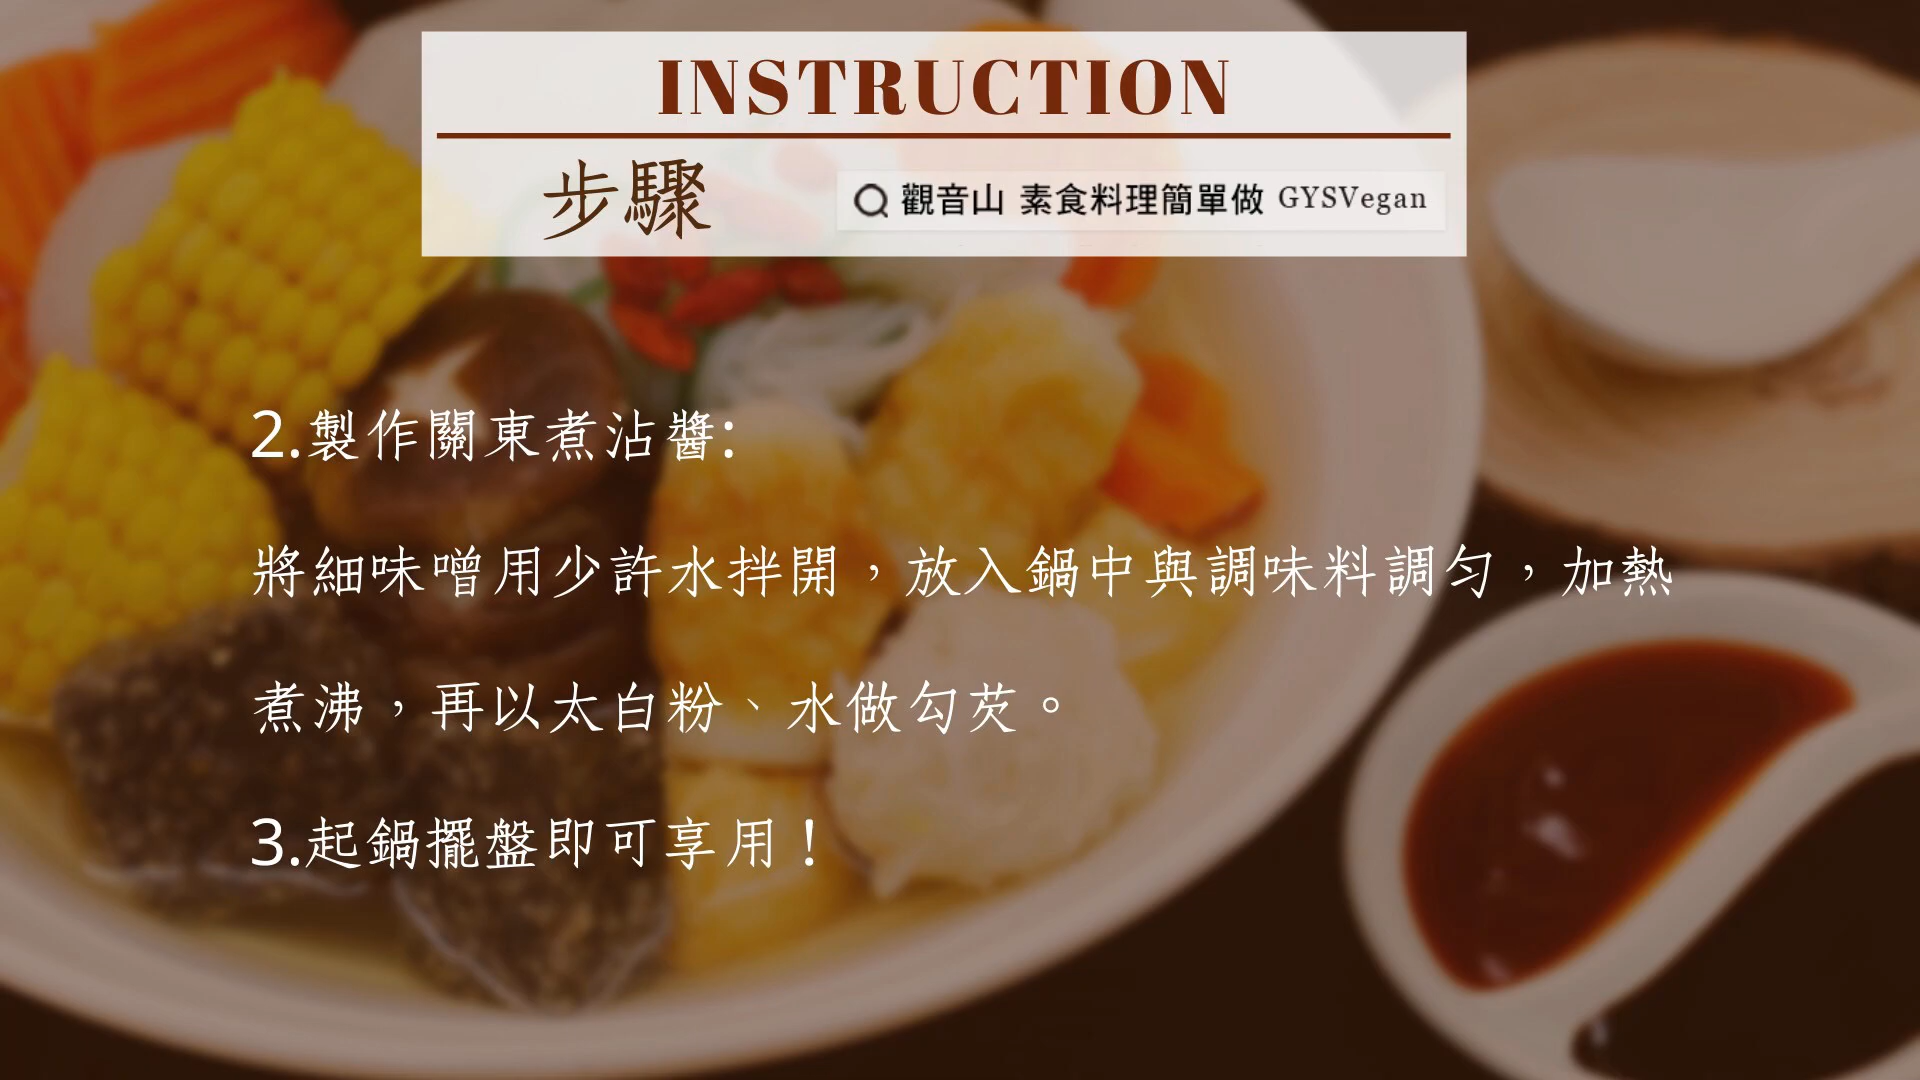 INSTRUCTION
步驟
觀音山 素食料理簡單做 GYSVegan
2.製作關東煮沾醬:
將細味噌用少許水拌開，放入鍋中與調味料調勻，加熱
煮沸，再以太白粉、水做勾芡。
3.起鍋擺盤即可享用！